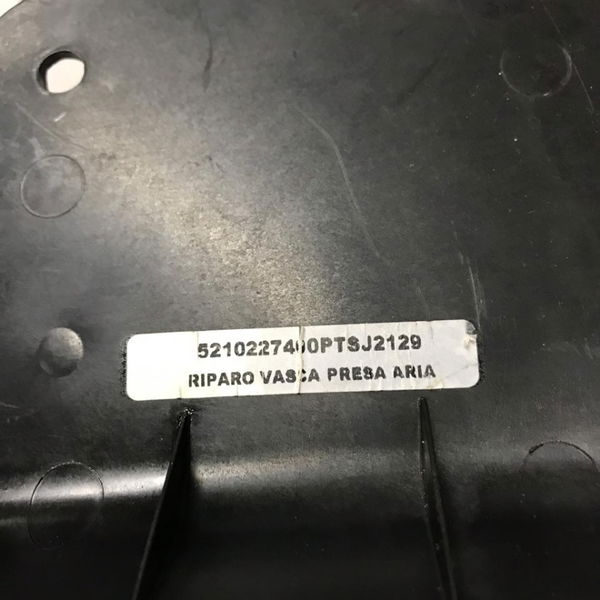 5210227400PTSJ2129
RIPARO VASCA PRESA ARIA